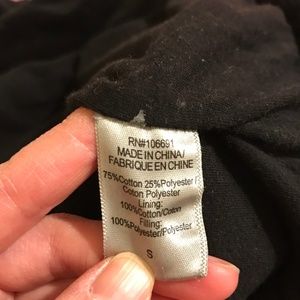 RN#106691
MADE IN CHINA/
FABRIQUE EN CHINE
75%Cotton 25%Polyester /
Coton Polyester
Lining:
100%Cotton/Coton
Filling:
100%Polyester/Polyester
S